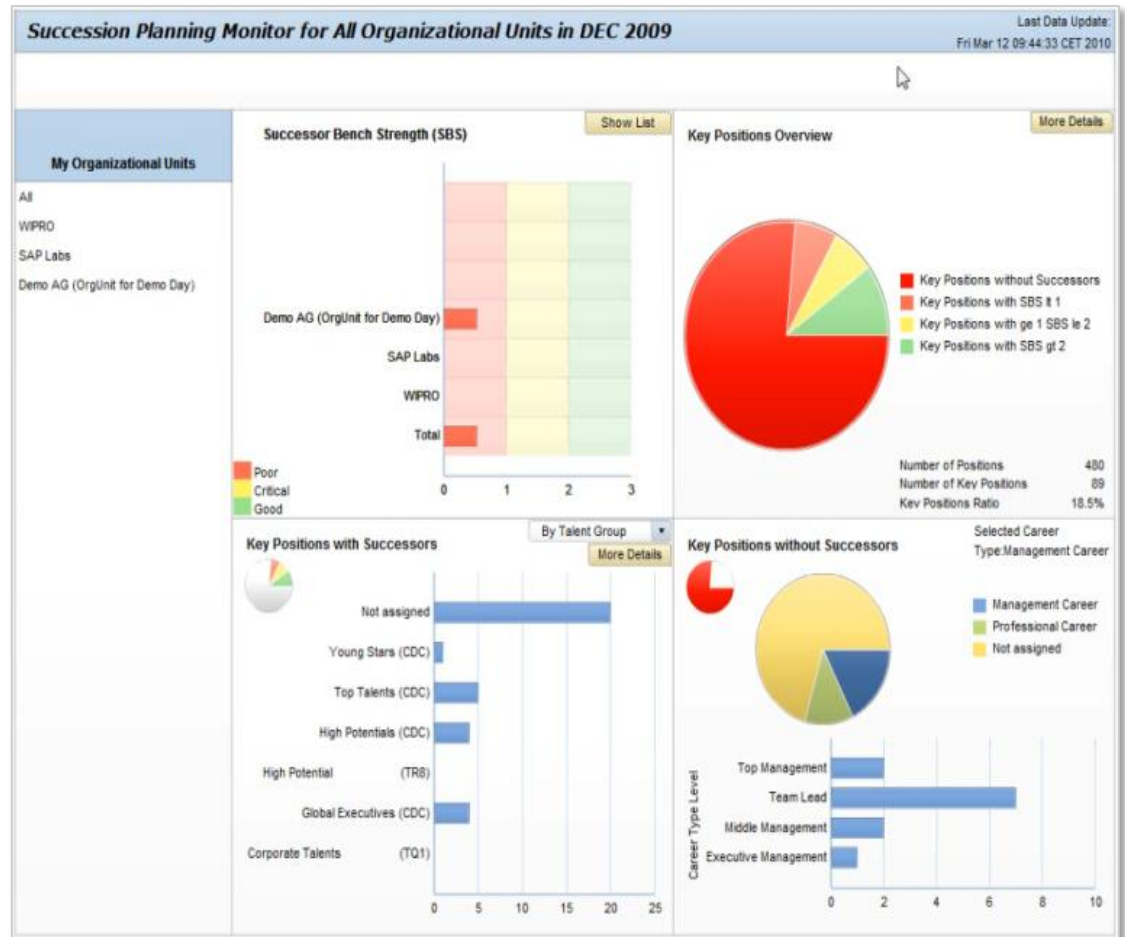 Succession Planning Monitor for All Organizational Units in DEC 2009
Last Data Update:
Fri Mar 12 09:44:33 CET 2010
My Organizational Units
All
WIPRO
SAP Labs
Demo AG (OrgUnit for Demo Day)
Successor Bench Strength (SBS)
Show List
Demo AG (OrgUnit for Demo Day)
SAP Labs
WIPRO
Total
Poor
Critical
Good
0 1 2 3
Key Positions Overview
More Details
Key Positions without Successors
Key Positions with SBS lt 1
Key Positions with ge 1 SBS le 2
Key Positions with SBS gt 2
Number of Positions 480
Number of Key Positions 89
Key Positions Ratio 18.5%
Key Positions with Successors
By Talent Group
More Details
Not assigned
Young Stars (CDC)
Top Talents (CDC)
High Potentials (CDC)
High Potential (TR8)
Global Executives (CDC)
Corporate Talents (TQ1)
0 5 10 15 20 25
Key Positions without Successors
Selected Career
Type:Management Career
Management Career
Professional Career
Not assigned
Career Type Level
Top Management
Team Lead
Middle Management
Executive Management
0 2 4 6 8 10